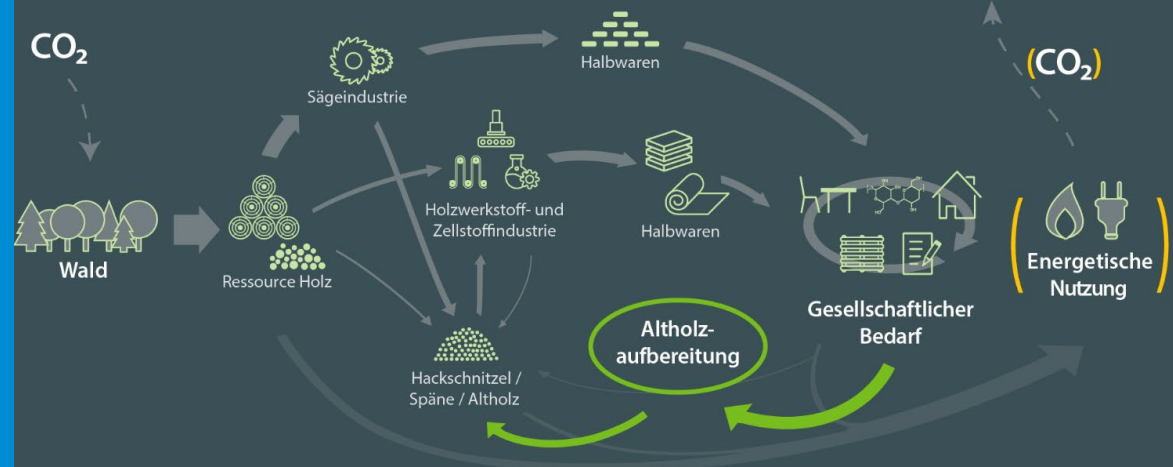 CO₂
Sägeindustrie
Halbwaren
(CO₂)
Holzwerkstoff- und
Zellstoffindustrie
Halbwaren
Wald
Ressource Holz
Energetische
Nutzung
Gesellschaftlicher
Bedarf
Altholz-
aufbereitung
Hackschnitzel /
Späne / Altholz